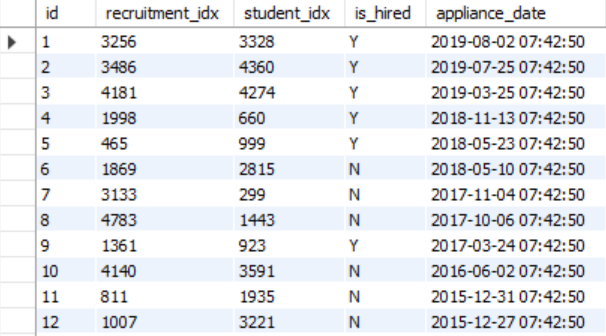 id recruitment_idx student_idx is_hired appliance_date
1 3256 3328 Y 2019-08-02 07:42:50
2 3486 4360 Y 2019-07-25 07:42:50
3 4181 4274 Y 2019-03-25 07:42:50
4 1998 660 Y 2018-11-13 07:42:50
5 465 999 Y 2018-05-23 07:42:50
6 1869 2815 N 2018-05-10 07:42:50
7 3133 299 N 2017-11-04 07:42:50
8 4783 1443 N 2017-10-06 07:42:50
9 1361 923 Y 2017-03-24 07:42:50
10 4140 3591 N 2016-06-02 07:42:50
11 811 1935 N 2015-12-31 07:42:50
12 1007 3221 N 2015-12-27 07:42:50